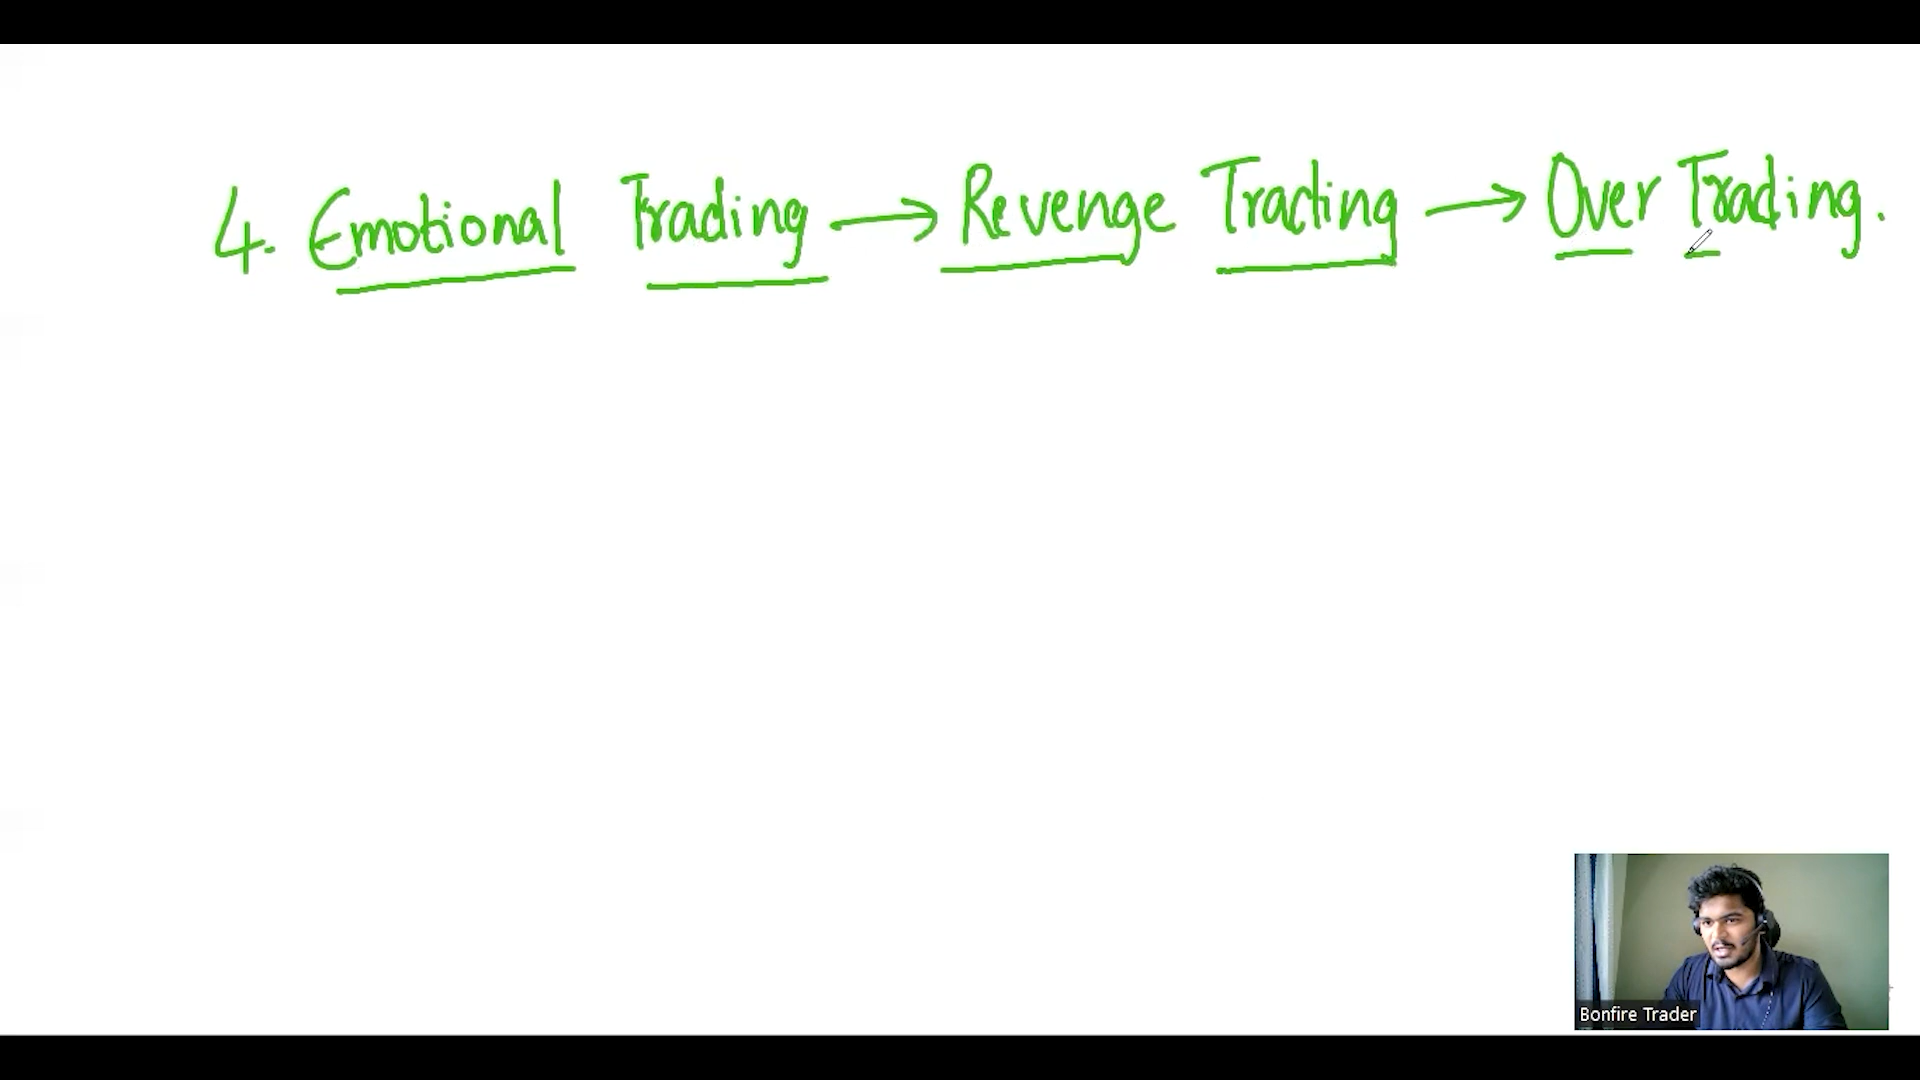 4. Emotional Trading → Revenge Trading → Over Trading.
Bonfire Trader